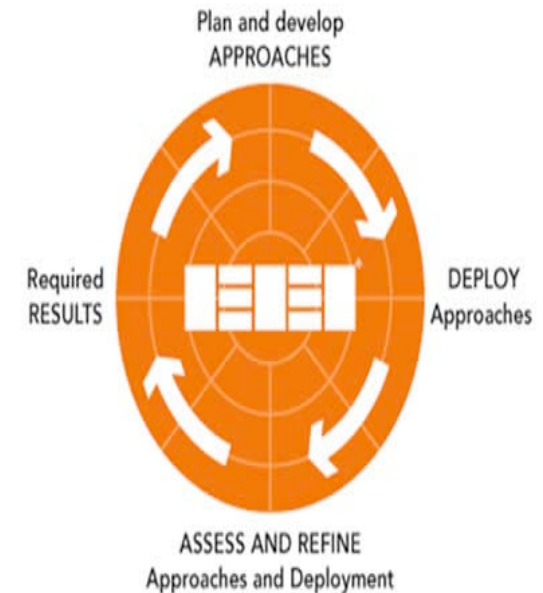 Plan and develop
APPROACHES
Required
RESULTS
DEPLOY
Approaches
ASSESS AND REFINE
Approaches and Deployment